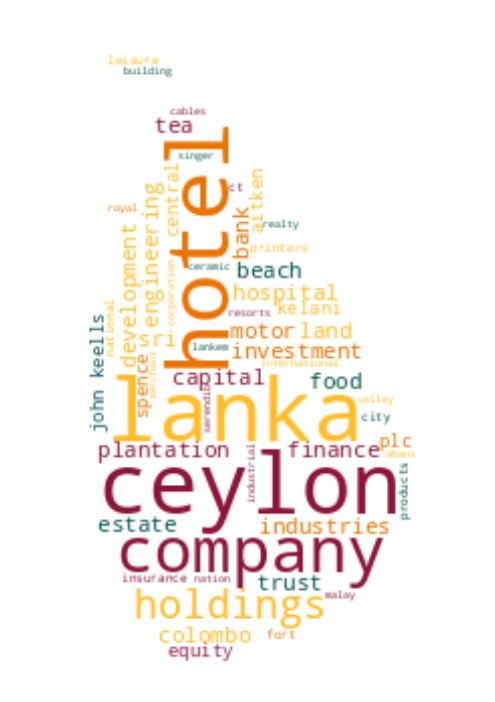 leisure
building
cables
tea
singer
hotel
ct
central
aitken
royal
engineering
bank
realty
development
printers
ceramic
beach
corporation
hospital
national
kelani
resorts
john keells
sri
motor
land
lankem
investment
merchant
international
spence
capital
food
serendib
lanka
valley
city
plantation
finance
plc
abans
industrial
ceylon
products
estate
industries
company
insurance
nation
trust
malay
holdings
colombo
fort
equity